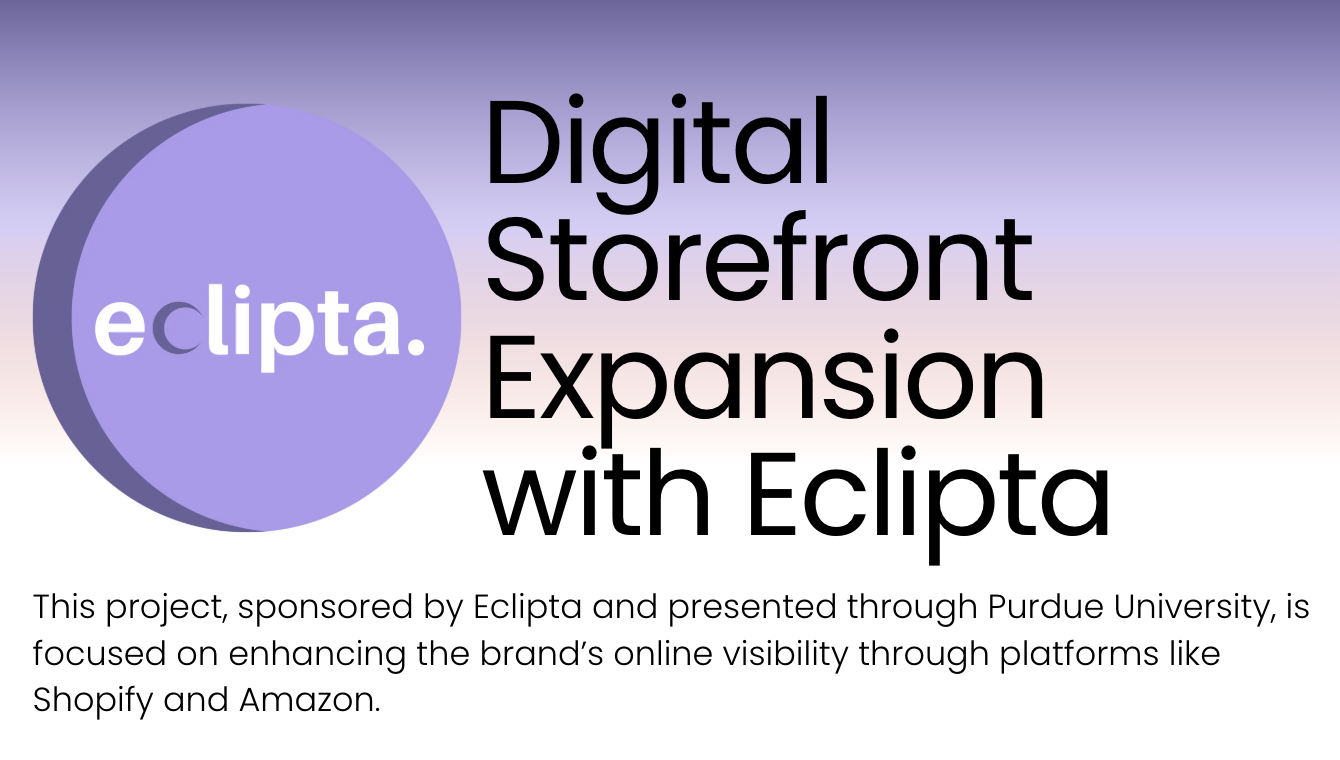 eclipta.
Digital
Storefront
Expansion
with Eclipta
This project, sponsored by Eclipta and presented through Purdue University, is
focused on enhancing the brand’s online visibility through platforms like
Shopify and Amazon.